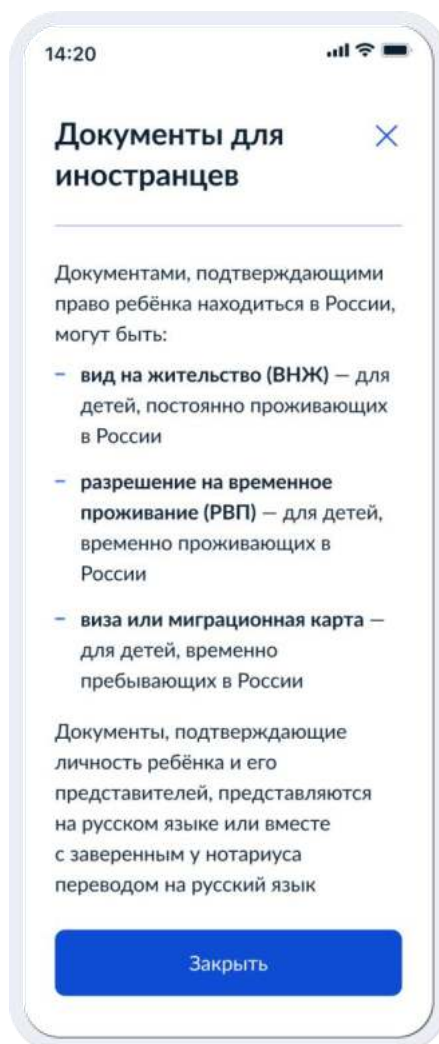 14:20
Документы для
иностранцев
Документами, подтверждающими
право ребёнка находиться в России,
могут быть:
– вид на жительство (ВНЖ) — для
детей, постоянно проживающих
в России
– разрешение на временное
проживание (РВП) — для детей,
временно проживающих в
России
– виза или миграционная карта —
для детей, временно
пребывающих в России
Документы, подтверждающие
личность ребёнка и его
представителей, представляются
на русском языке или вместе
с заверенным у нотариуса
переводом на русский язык
Закрыть